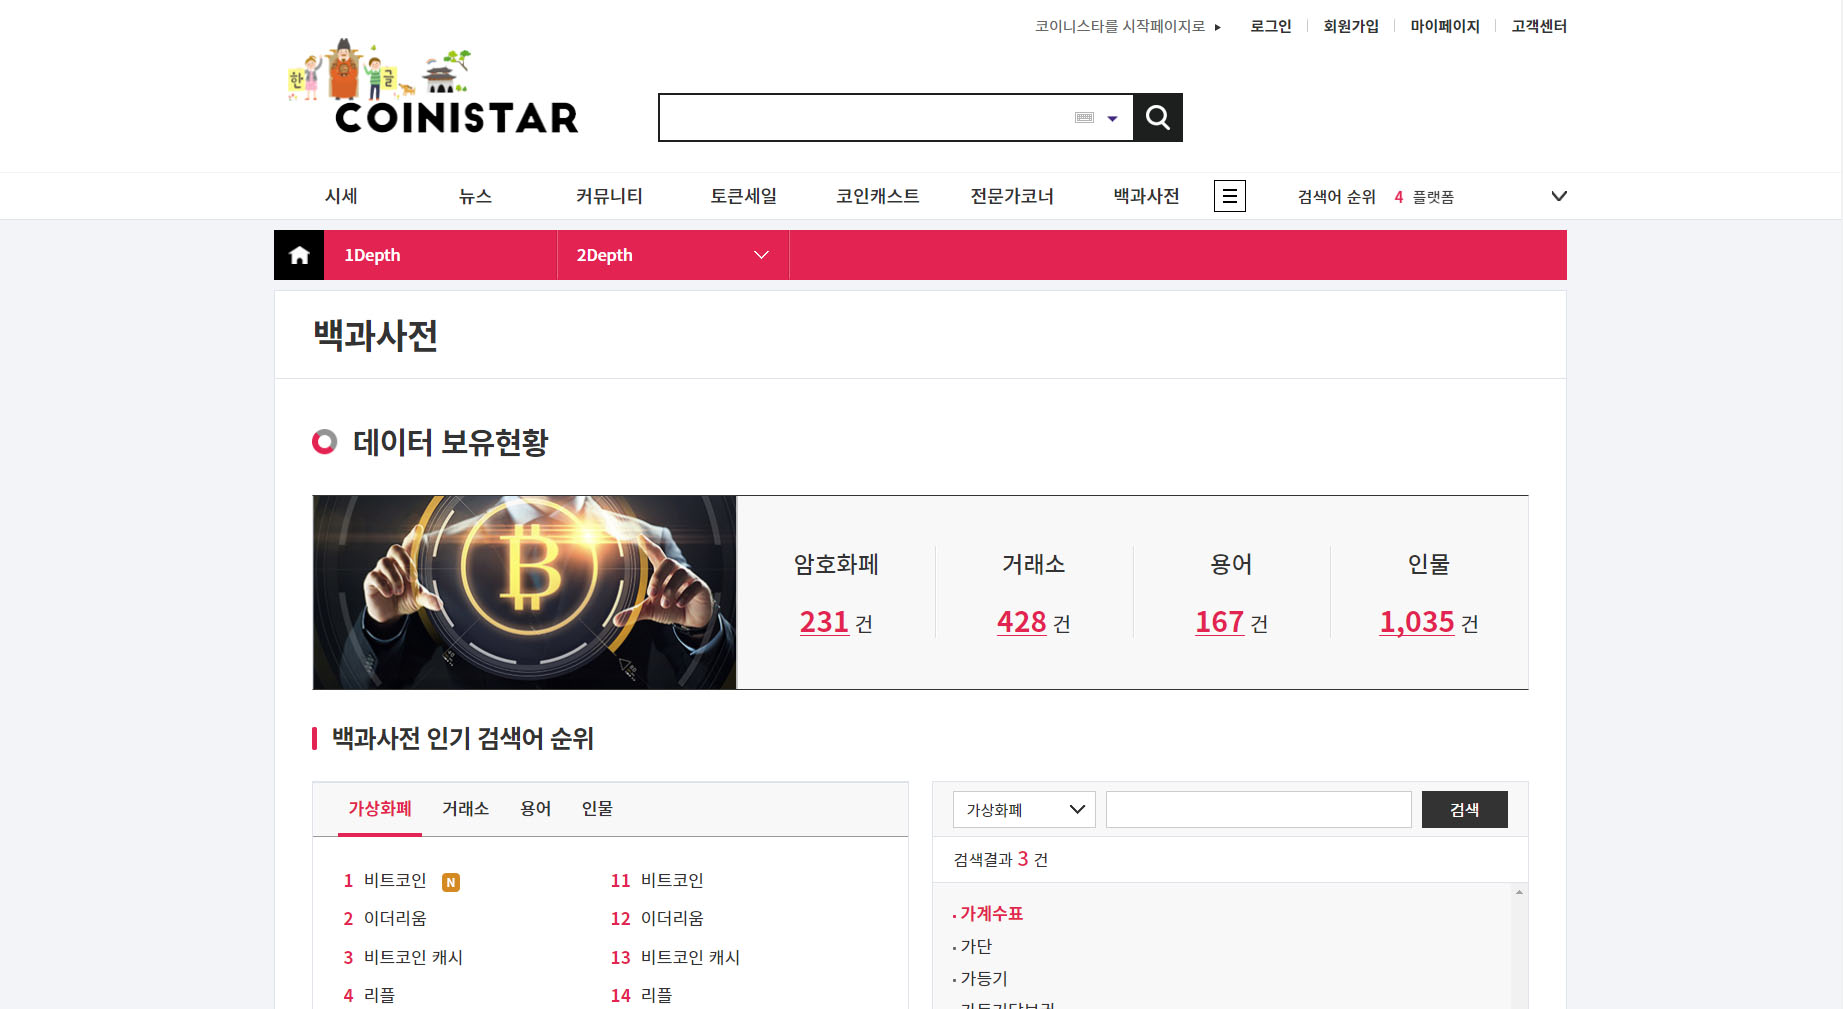 코이니스타를 시작페이지로 ▸ 로그인 회원가입 마이페이지 고객센터
한 글
COINISTAR
시세 뉴스 커뮤니티 토큰세일 코인캐스트 전문가코너 백과사전 검색어 순위 4 플랫폼
1Depth 2Depth
백과사전
데이터 보유현황
암호화페 거래소 용어 인물
231 건 428 건 167 건 1,035 건
백과사전 인기 검색어 순위
가상화폐 거래소 용어 인물
가상화폐 검색
1 비트코인 N 11 비트코인
2 이더리움 12 이더리움
3 비트코인 캐시 13 비트코인 캐시
4 리플 14 리플
검색결과 3 건
· 가계수표
· 가단
· 가등기